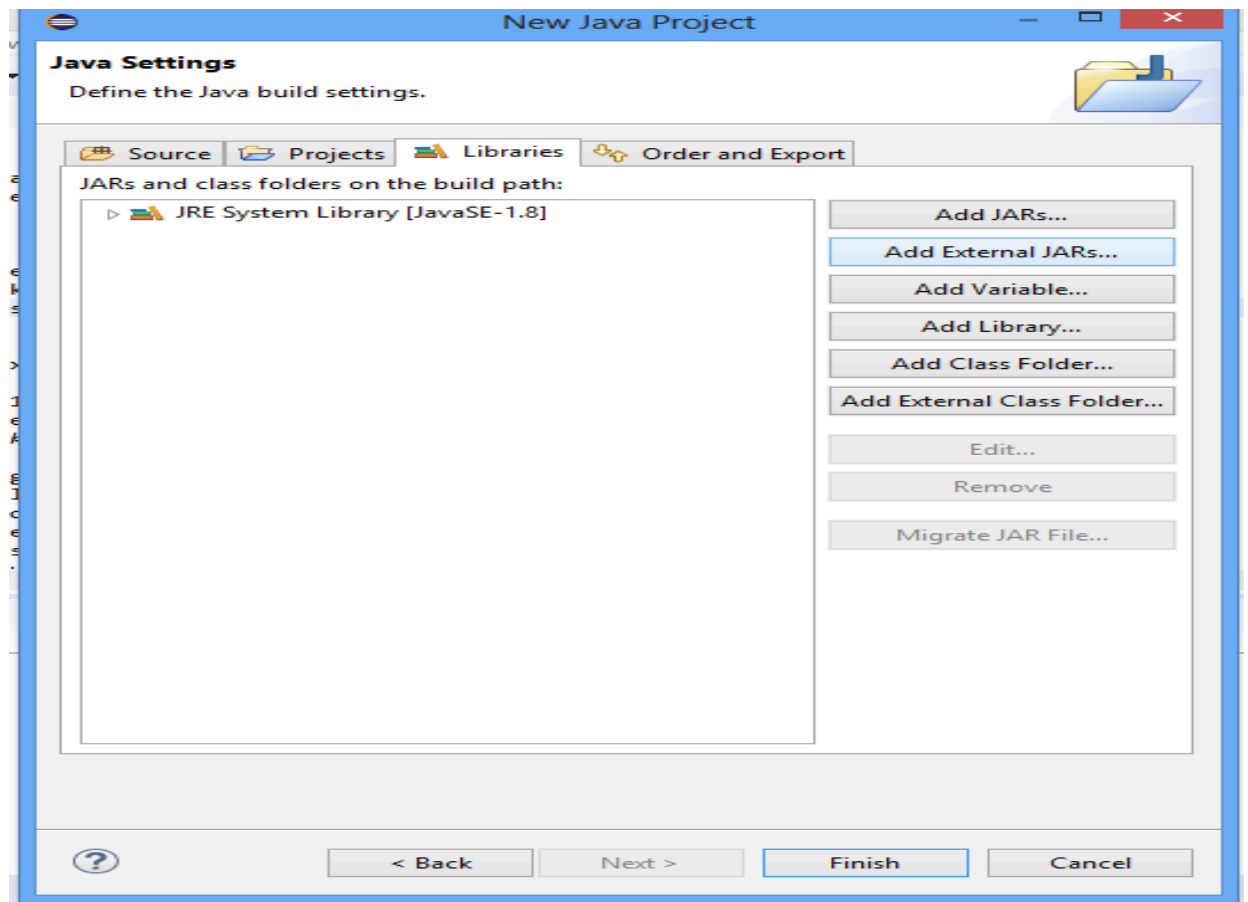 New Java Project
Java Settings
Define the Java build settings.
Source Projects Libraries Order and Export
JARs and class folders on the build path:
JRE System Library [JavaSE-1.8]
Add JARs...
Add External JARs...
Add Variable...
Add Library...
Add Class Folder...
Add External Class Folder...
Edit...
Remove
Migrate JAR File...
< Back Next > Finish Cancel